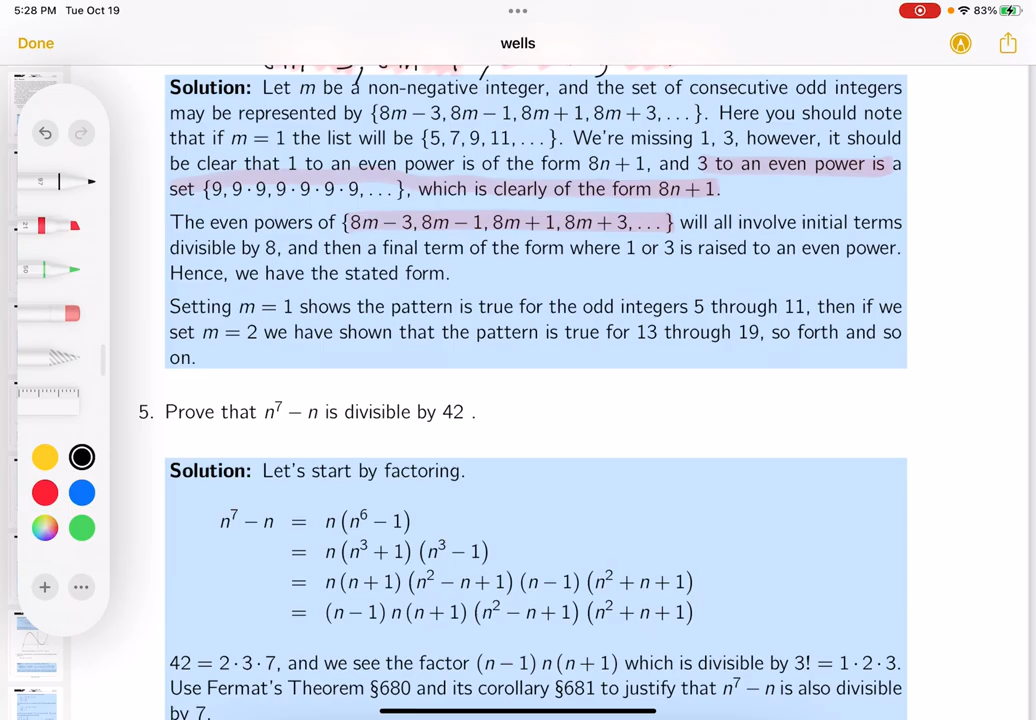 5:28 PM Tue Oct 19
83%
Done
wells
97
21
50
Solution: Let m be a non-negative integer, and the set of consecutive odd integers
may be represented by {8m − 3, 8m − 1, 8m + 1, 8m + 3, . . . }. Here you should note
that if m = 1 the list will be {5, 7, 9, 11, . . . }. We're missing 1, 3, however, it should
be clear that 1 to an even power is of the form 8n + 1, and 3 to an even power is a
set {9, 9 · 9, 9 · 9 · 9 · 9, . . . }, which is clearly of the form 8n + 1.
The even powers of {8m − 3, 8m − 1, 8m + 1, 8m + 3, . . . } will all involve initial terms
divisible by 8, and then a final term of the form where 1 or 3 is raised to an even power.
Hence, we have the stated form.
Setting m = 1 shows the pattern is true for the odd integers 5 through 11, then if we
set m = 2 we have shown that the pattern is true for 13 through 19, so forth and so
on.
5. Prove that n⁷ − n is divisible by 42 .
Solution: Let's start by factoring.
n⁷ − n = n (n⁶ − 1)
= n (n³ + 1) (n³ − 1)
= n (n + 1) (n² − n + 1) (n − 1) (n² + n + 1)
= (n − 1) n (n + 1) (n² − n + 1) (n² + n + 1)
42 = 2 · 3 · 7, and we see the factor (n − 1) n (n + 1) which is divisible by 3! = 1 · 2 · 3.
Use Fermat's Theorem §680 and its corollary §681 to justify that n⁷ − n is also divisible
by 7.